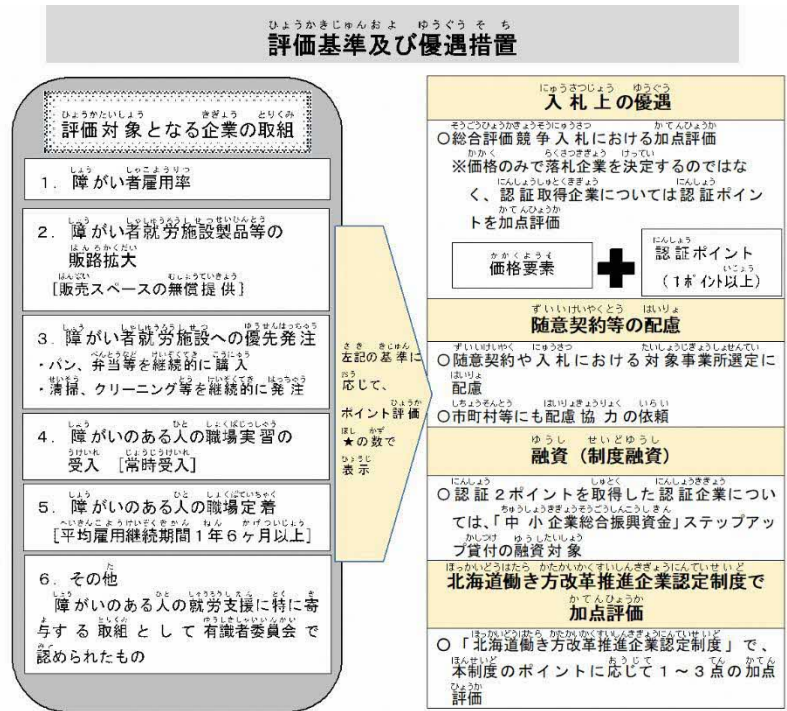 評価基準及び優遇措置
評価対象となる企業の取組
1．障がい者雇用率
2．障がい者就労施設製品等の
販路拡大
[販売スペースの無償提供]
3．障がい者就労施設への優先発注
・パン、弁当等を継続的に購入
・清掃、クリーニング等を継続的に発注
4．障がいのある人の職場実習の
受入 [常時受入]
5．障がいのある人の職場定着
[平均雇用継続期間1年6ヶ月以上]
6．その他
障がいのある人の就労支援に特に寄
与する取組として有識者委員会で
認められたもの
左記の基準に
応じて、
ポイント評価
★の数で
表示
入札上の優遇
○総合評価競争入札における加点評価
※価格のみで落札企業を決定するのではな
く、認証取得企業については認証ポイン
トを加点評価
価格要素
認証ポイント
（1ﾎﾟｲﾝﾄ以上）
随意契約等の配慮
○随意契約や入札における対象事業所選定に
配慮
○市町村等にも配慮協力の依頼
融資（制度融資）
○認証2ポイントを取得した認証企業につい
ては、「中小企業総合振興資金」ステップアッ
プ貸付の融資対象
北海道働き方改革推進企業認定制度で
加点評価
○「北海道働き方改革推進企業認定制度」で、
本制度のポイントに応じて1～3点の加点
評価